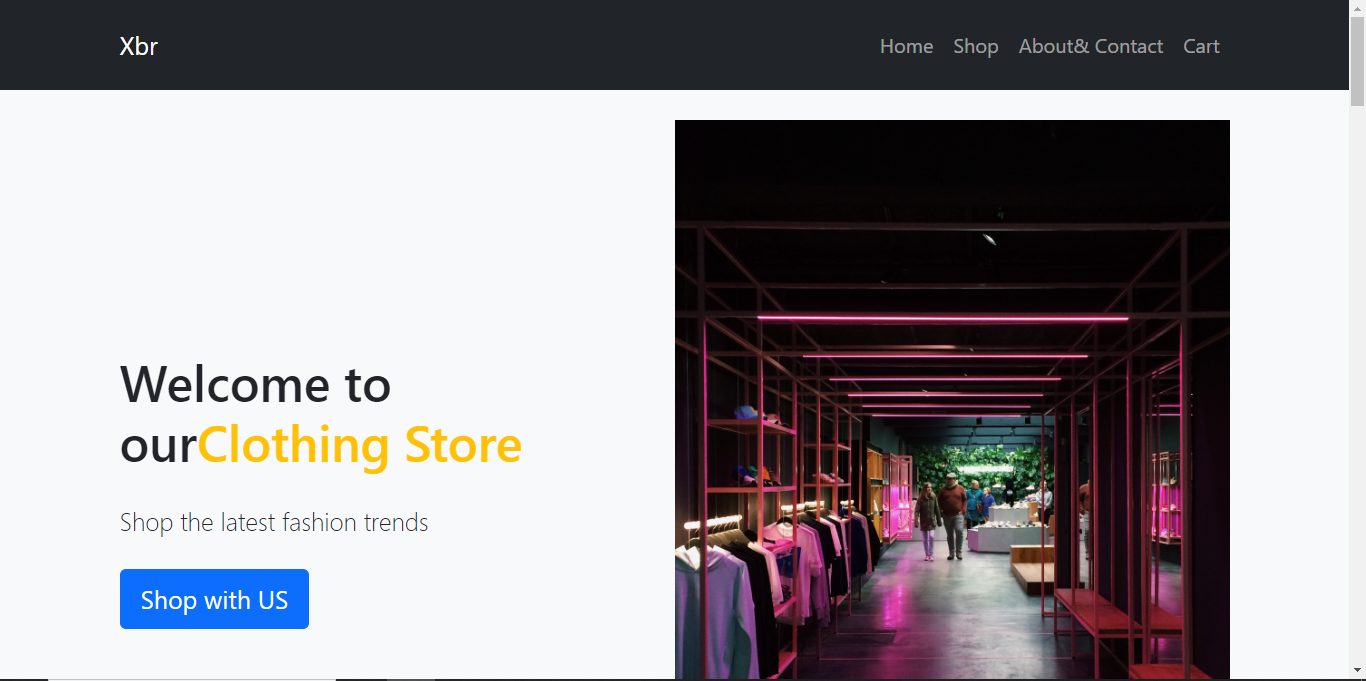 Xbr
Home Shop About& Contact Cart
Welcome to
ourClothing Store
Shop the latest fashion trends
Shop with US